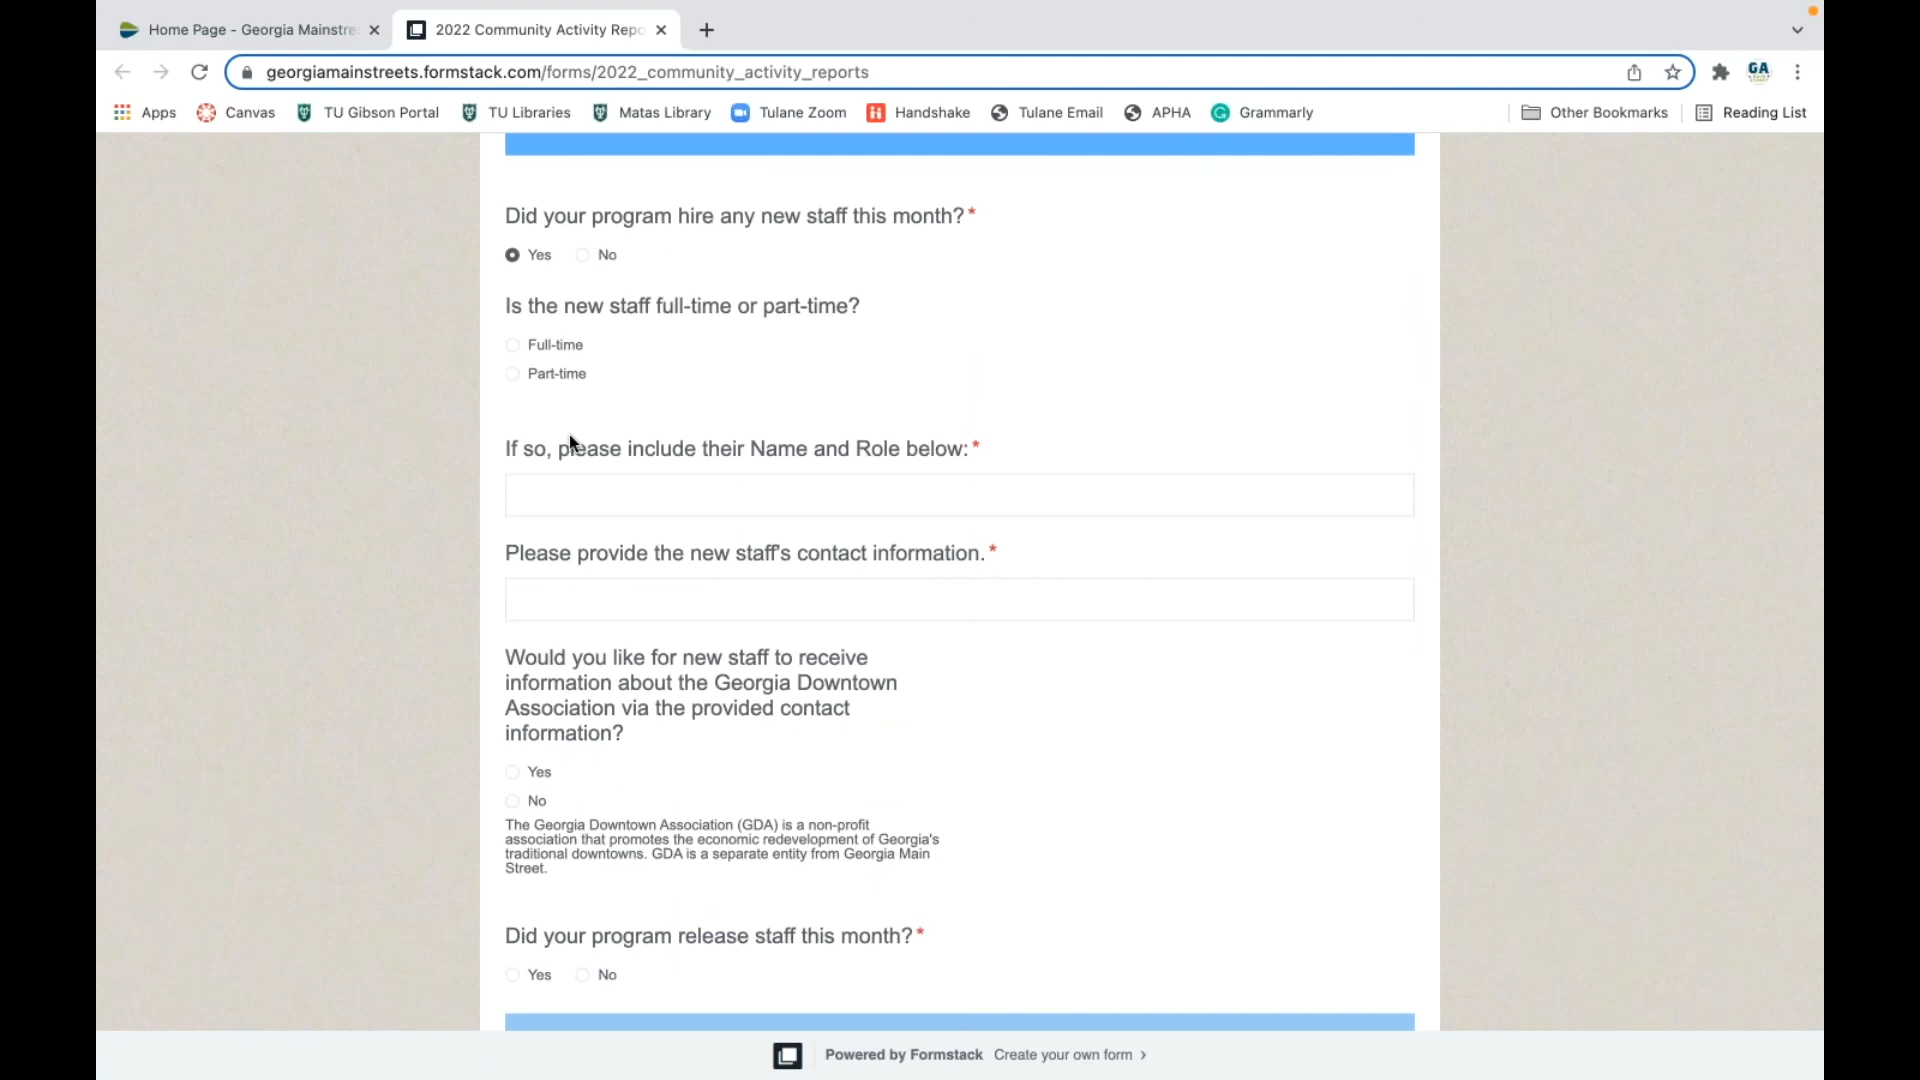 Home Page - Georgia Mainstre
2022 Community Activity Repo
georgiamainstreets.formstack.com/forms/2022_community_activity_reports
GA
Apps
Canvas
TU Gibson Portal
TU Libraries
Matas Library
Tulane Zoom
Handshake
Tulane Email
APHA
Grammarly
Other Bookmarks
Reading List
Did your program hire any new staff this month?*
Yes No
Is the new staff full-time or part-time?
Full-time
Part-time
If so, please include their Name and Role below:*
Please provide the new staff's contact information.*
Would you like for new staff to receive
information about the Georgia Downtown
Association via the provided contact
information?
Yes
No
The Georgia Downtown Association (GDA) is a non-profit
association that promotes the economic redevelopment of Georgia's
traditional downtowns. GDA is a separate entity from Georgia Main
Street.
Did your program release staff this month?*
Yes No
Powered by Formstack Create your own form ›